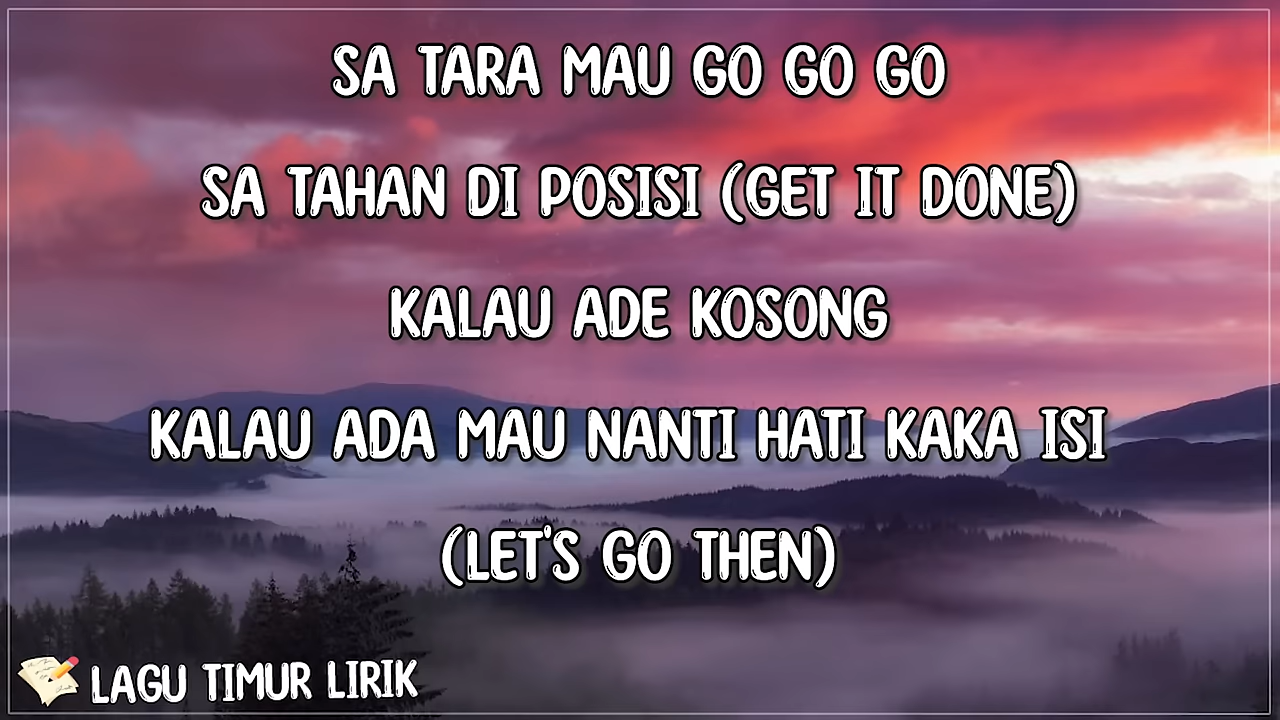 SA TARA MAU GO GO GO
SA TAHAN DI POSISI (GET IT DONE)
KALAU ADE KOSONG
KALAU ADA MAU NANTI HATI KAKA ISI
(LET'S GO THEN)
LAGU TIMUR LIRIK